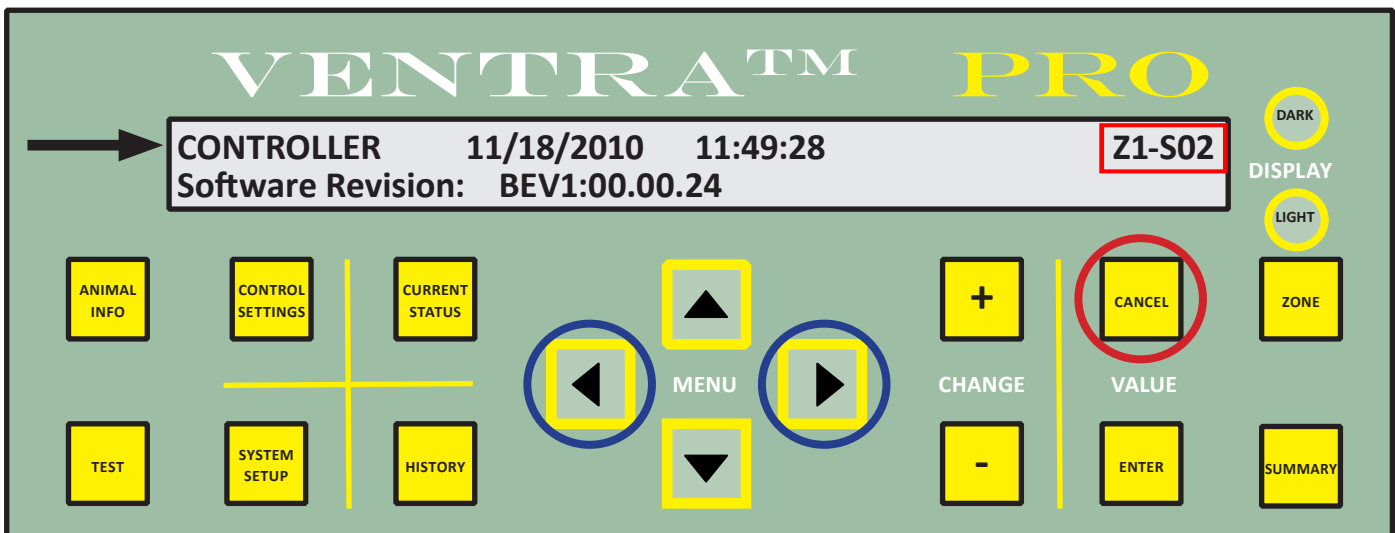 VENTRA™ PRO
CONTROLLER 11/18/2010 11:49:28 Z1-S02
Software Revision: BEV1:00.00.24
DARK
DISPLAY
LIGHT
ANIMAL
INFO
CONTROL
SETTINGS
CURRENT
STATUS
+
CANCEL
ZONE
MENU
CHANGE
VALUE
TEST
SYSTEM
SETUP
HISTORY
-
ENTER
SUMMARY